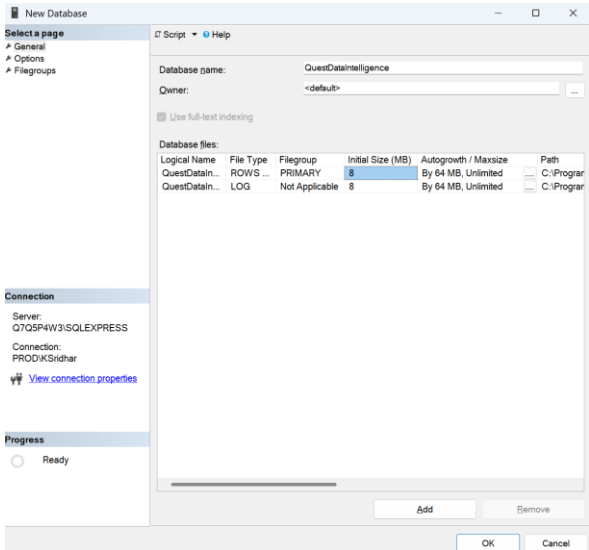 New Database
Select a page
General
Options
Filegroups
Script Help
Database name: QuestDataIntelligence
Owner: <default> ...
Use full-text indexing
Database files:
Logical Name File Type Filegroup Initial Size (MB) Autogrowth / Maxsize Path
QuestDataIn... ROWS ... PRIMARY 8 By 64 MB, Unlimited ... C:\Progran
QuestDataIn... LOG Not Applicable 8 By 64 MB, Unlimited ... C:\Progran
Connection
Server:
Q7Q5P4W3\SQLEXPRESS
Connection:
PROD\KSridhar
View connection properties
Progress
Ready
Add Remove
OK Cancel